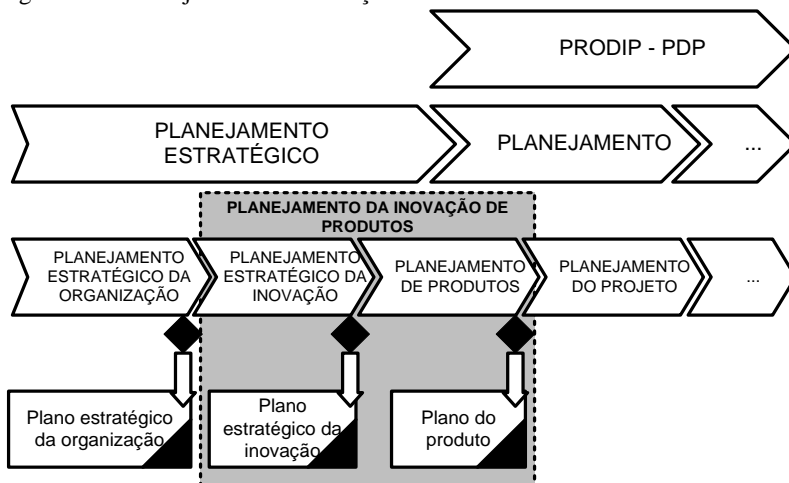 PRODIP - PDP
PLANEJAMENTO
ESTRATÉGICO
PLANEJAMENTO
...
PLANEJAMENTO DA INOVAÇÃO DE
PRODUTOS
PLANEJAMENTO
ESTRATÉGICO DA
ORGANIZAÇÃO
PLANEJAMENTO
ESTRATÉGICO DA
INOVAÇÃO
PLANEJAMENTO
DE PRODUTOS
PLANEJAMENTO
DO PROJETO
...
Plano estratégico
da organização
Plano
estratégico da
inovação
Plano do
produto